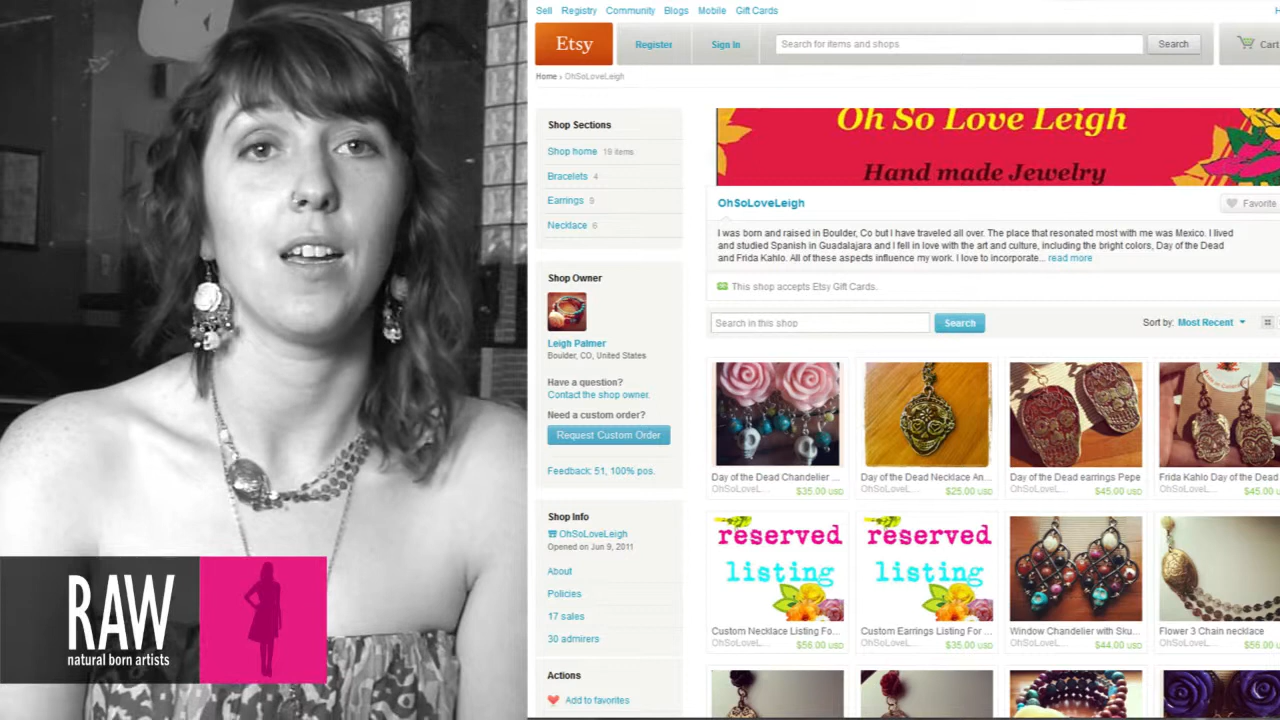 Sell Registry Community Blogs Mobile Gift Cards
Etsy
Register
Sign In
Search for items and shops
Search
Cart
Home › OhSoLoveLeigh
Shop Sections
Shop home 19 items
Bracelets 4
Earrings 9
Necklace 6
Shop Owner
Leigh Palmer
Boulder, CO, United States
Have a question?
Contact the shop owner.
Need a custom order?
Request Custom Order
Feedback: 51, 100% pos.
Shop Info
OhSoLoveLeigh
Opened on Jun 9, 2011
About
Policies
17 sales
30 admirers
Actions
Add to favorites
Oh So Love Leigh
Hand made Jewelry
OhSoLoveLeigh
Favorite
I was born and raised in Boulder, Co but I have traveled all over. The place that resonated most with me was Mexico. I lived
and studied Spanish in Guadalajara and I fell in love with the art and culture, including the bright colors, Day of the Dead
and Frida Kahlo. All of these aspects influence my work. I love to incorporate... read more
This shop accepts Etsy Gift Cards.
Search in this shop
Search
Sort by: Most Recent
Day of the Dead Chandelier ...
OhSoLoveL... $35.00 USD
Day of the Dead Necklace An...
OhSoLoveL... $25.00 USD
Day of the Dead earrings Pepe
OhSoLoveL... $45.00 USD
Frida Kahlo Day of the Dead
OhSoLoveL... $45.00
reserved
listing
Custom Necklace Listing Fo...
OhSoLoveL... $56.00 USD
reserved
listing
Custom Earrings Listing For ...
OhSoLoveL... $35.00 USD
Window Chandelier with Sku...
OhSoLoveL... $44.00 USD
Flower 3 Chain necklace
OhSoLoveL... $56.00
RAW
natural born artists